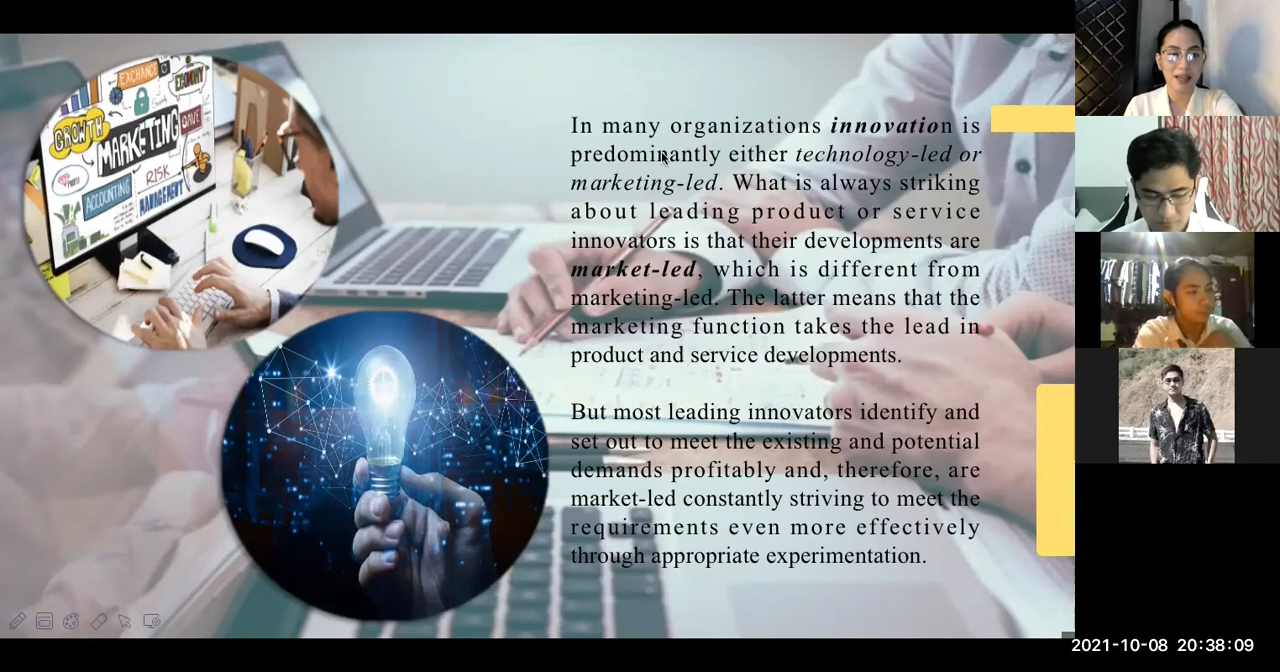 EXCHANGE
ECONOMY
GROWTH
MARKETING
RISK
ACCOUNTING
MANAGEMENT
In many organizations innovation is
predominantly either technology-led or
marketing-led. What is always striking
about leading product or service
innovators is that their developments are
market-led, which is different from
marketing-led. The latter means that the
marketing function takes the lead in
product and service developments.
But most leading innovators identify and
set out to meet the existing and potential
demands profitably and, therefore, are
market-led constantly striving to meet the
requirements even more effectively
through appropriate experimentation.
2021-10-08 20:38:09